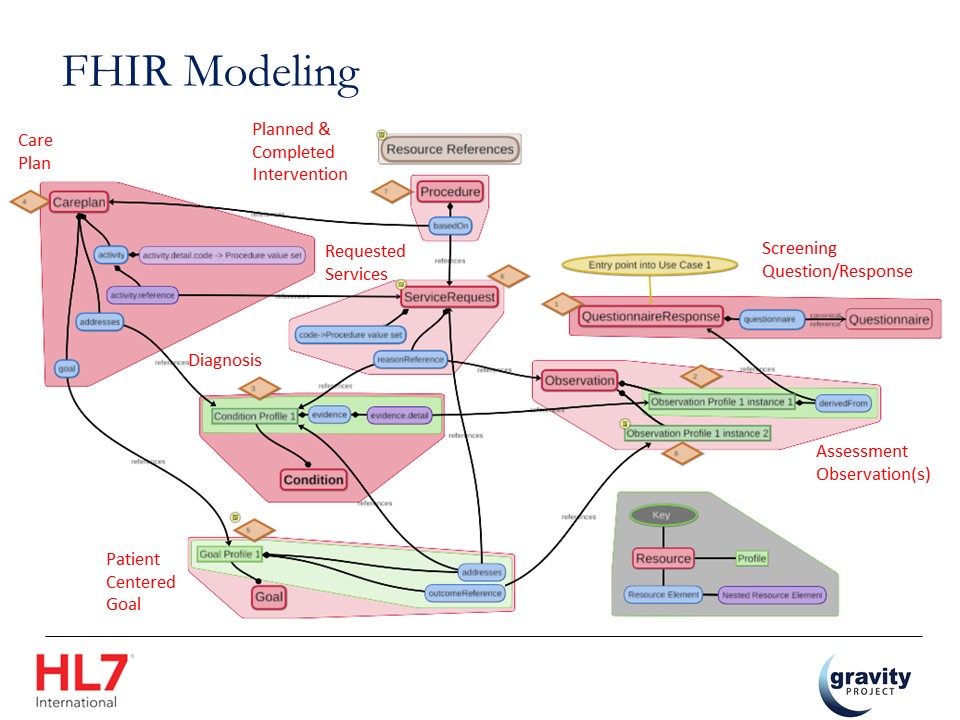 FHIR Modeling
Care
Plan
Planned &
Completed
Intervention
Resource References
4
Careplan
7
Procedure
references
basedOn
activity
activity.detail.code -> Procedure value set
references
Requested
Services
6
Screening
Question/Response
Entry point into Use Case 1
activity.reference
references
ServiceRequest
1
QuestionnaireResponse
questionnaire
canonical
reference
Questionnaire
addresses
code->Procedure value set
goal
references
Diagnosis
reasonReference
references
references
references
Observation
2
3
Condition Profile 1
evidence
evidence.detail
references
Observation Profile 1 instance 1
derivedFrom
references
Observation Profile 1 instance 2
8
Assessment
Observation(s)
references
Condition
references
references
5
Key
Patient
Centered
Goal
Goal Profile 1
Resource
Profile
addresses
outcomeReference
Goal
Resource Element
Nested Resource Element
HL7
International
gravity
PROJECT